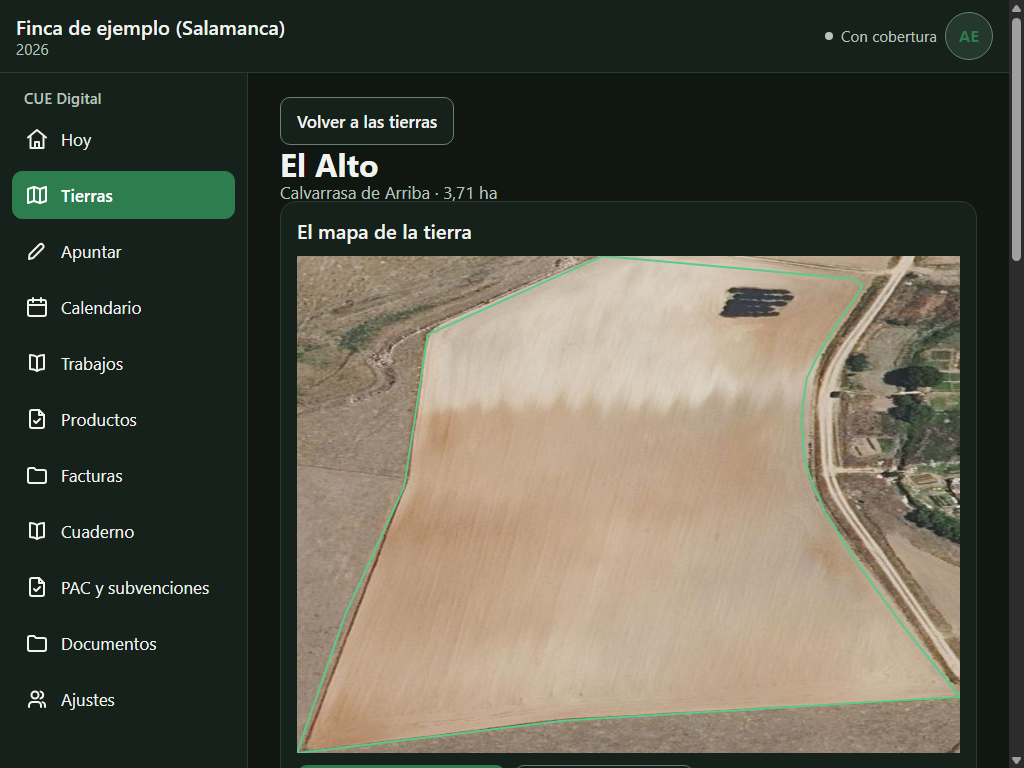 Finca de ejemplo (Salamanca)
2026
Con cobertura
AE
CUE Digital
Hoy
Tierras
Apuntar
Calendario
Trabajos
Productos
Facturas
Cuaderno
PAC y subvenciones
Documentos
Ajustes
Volver a las tierras
El Alto
Calvarrasa de Arriba · 3,71 ha
El mapa de la tierra